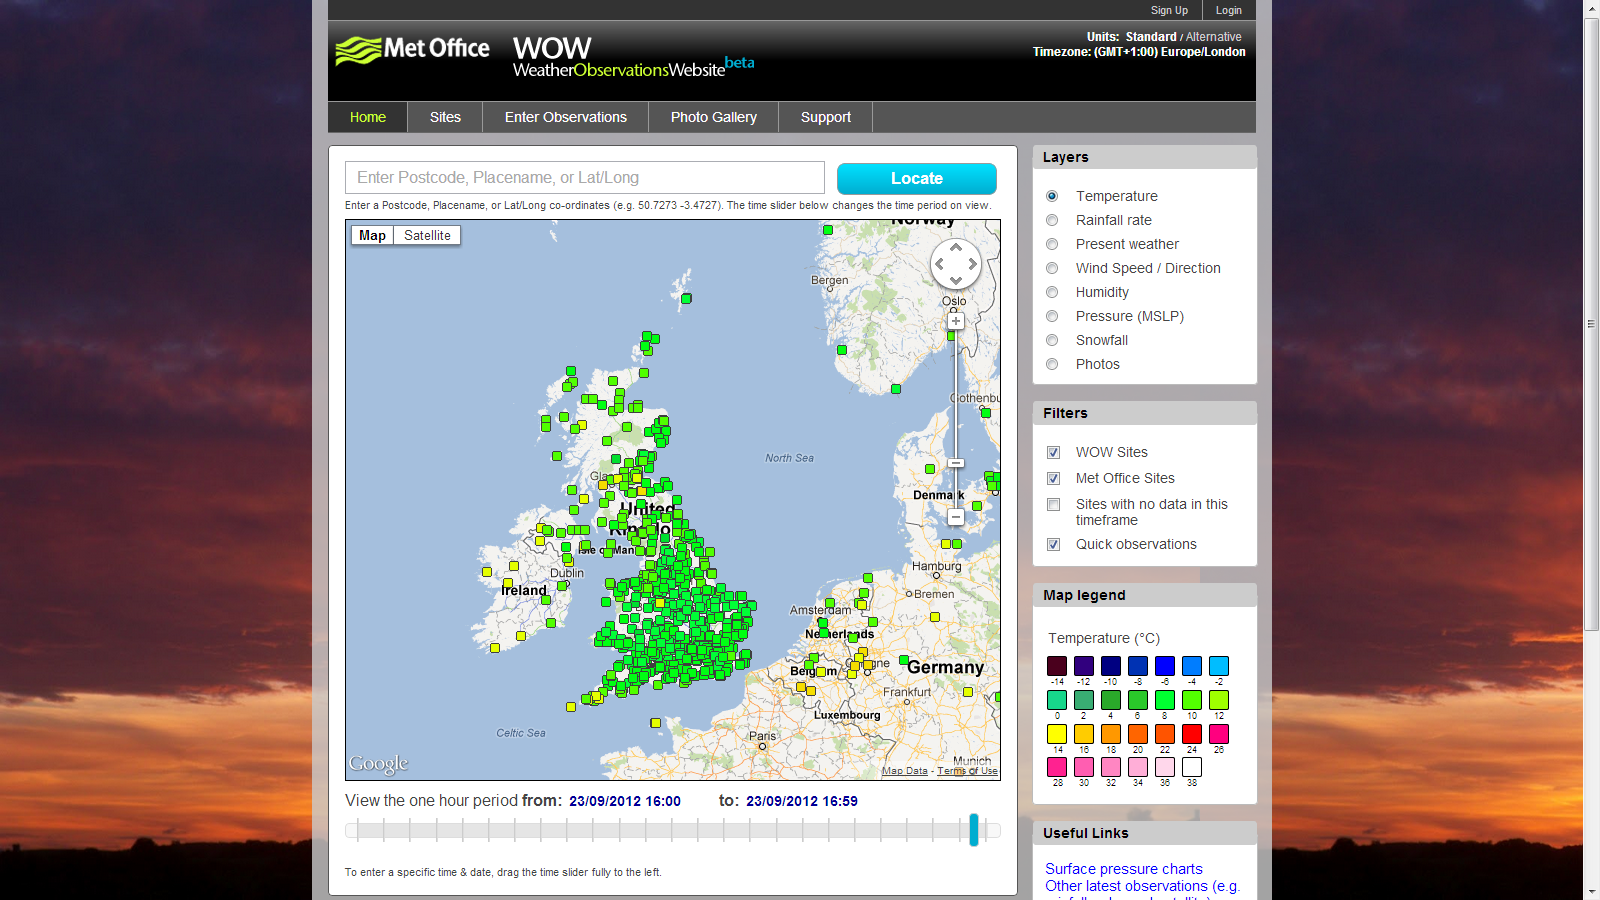 Sign Up
Login
Met Office
WOW
WeatherObservationsWebsite beta
Units: Standard / Alternative
Timezone: (GMT+1:00) Europe/London
Home
Sites
Enter Observations
Photo Gallery
Support
Enter Postcode, Placename, or Lat/Long
Locate
Enter a Postcode, Placename, or Lat/Long co-ordinates (e.g. 50.7273 -3.4727). The time slider below changes the time period on view.
Map
Satellite
Norway
Bergen
Oslo
Gothenbu
North Sea
Denmark
United
Kingdom
Isle of Man
Dublin
Ireland
Hamburg
Bremen
Amsterdam
Netherlands
Belgium
Germany
Frankfurt
Luxembourg
Celtic Sea
Paris
Munich
Google
Map Data - Terms of Use
View the one hour period from: 23/09/2012 16:00 to: 23/09/2012 16:59
To enter a specific time & date, drag the time slider fully to the left.
Layers
Temperature
Rainfall rate
Present weather
Wind Speed / Direction
Humidity
Pressure (MSLP)
Snowfall
Photos
Filters
WOW Sites
Met Office Sites
Sites with no data in this
timeframe
Quick observations
Map legend
Temperature (°C)
-14 -12 -10 -8 -6 -4 -2
0 2 4 6 8 10 12
14 16 18 20 22 24 26
28 30 32 34 36 38
Useful Links
Surface pressure charts
Other latest observations (e.g.